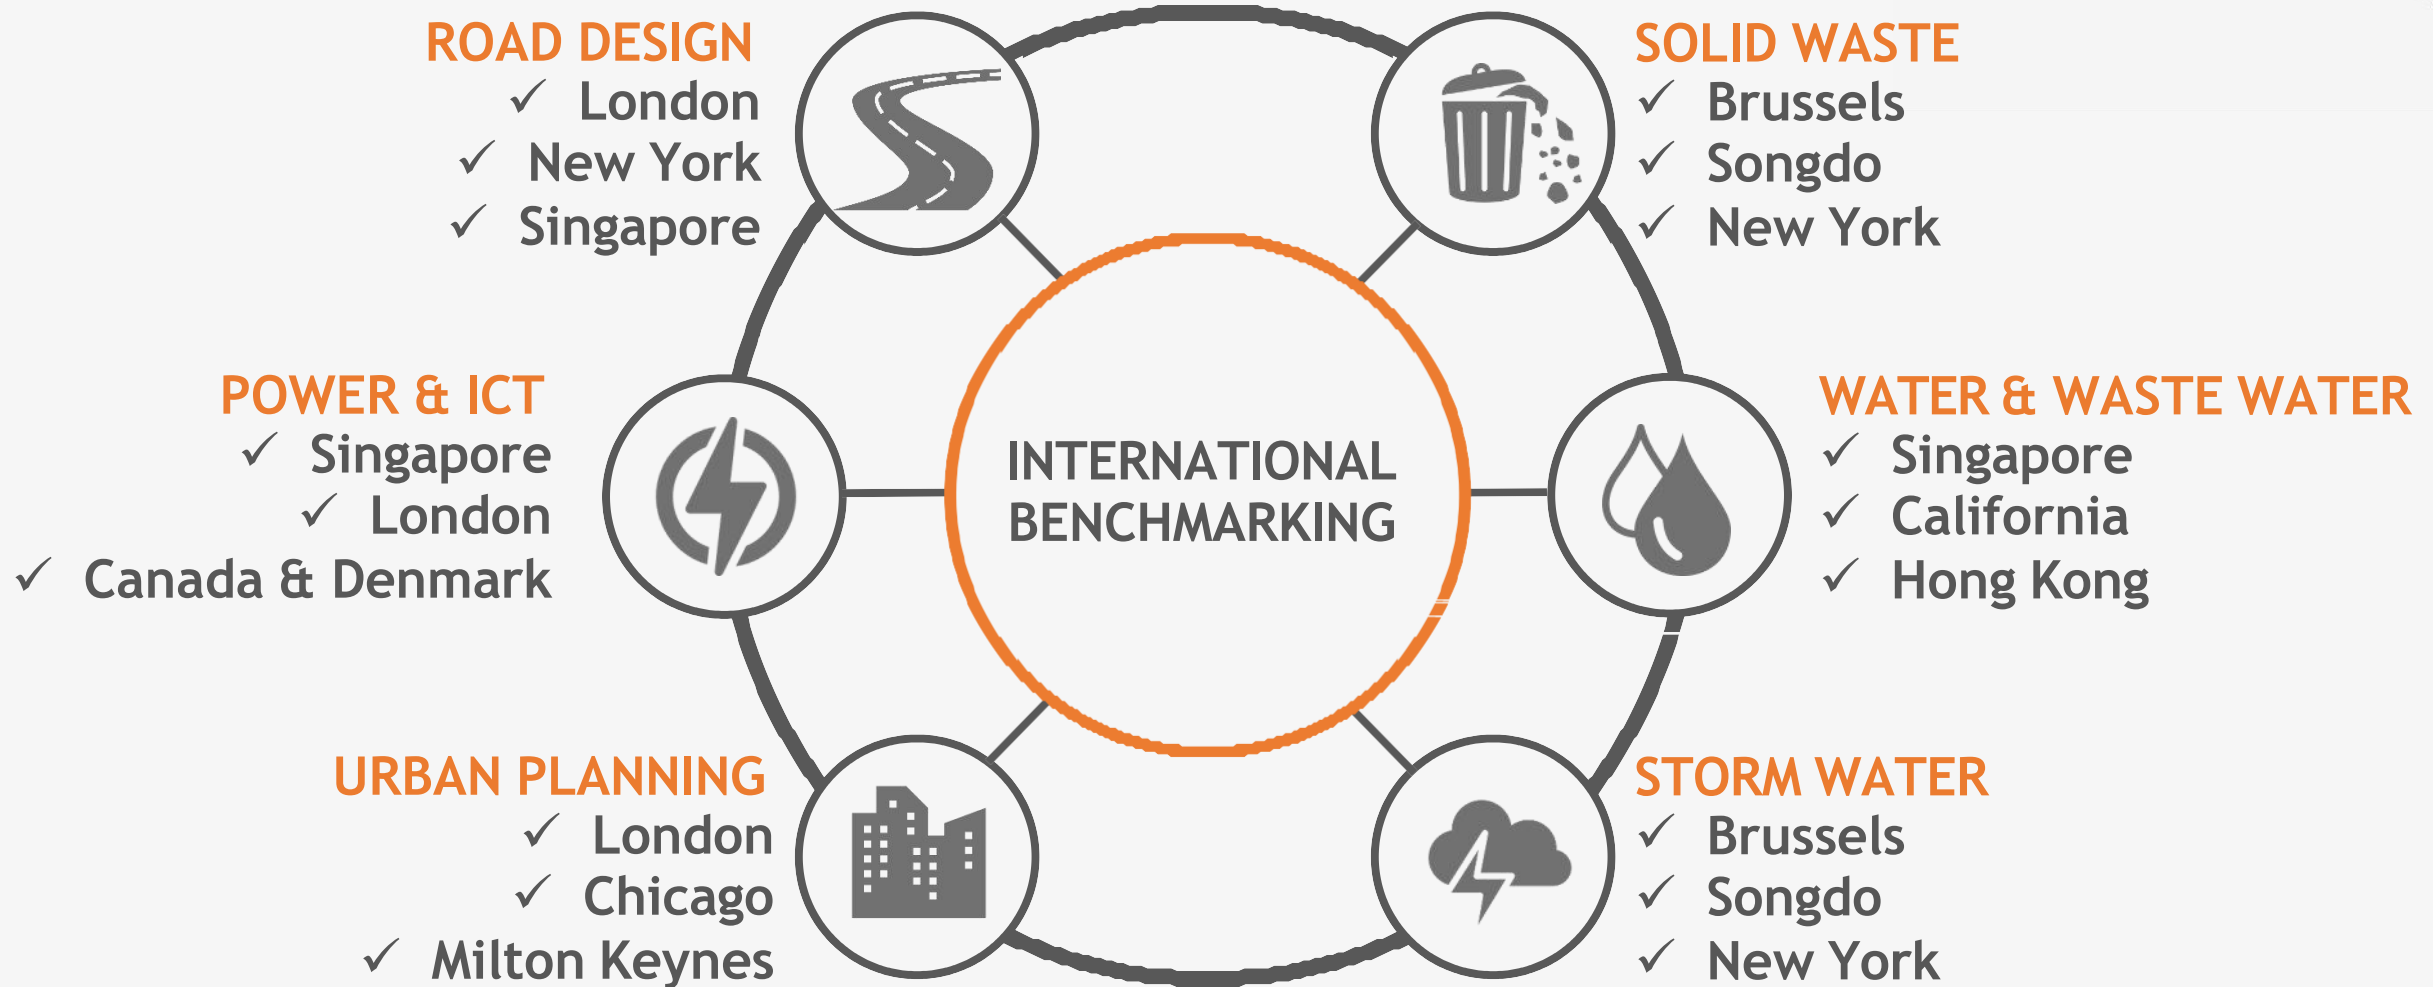 ROAD DESIGN
✓ London
✓ New York
✓ Singapore
SOLID WASTE
✓ Brussels
✓ Songdo
✓ New York
POWER & ICT
✓ Singapore
✓ London
✓ Canada & Denmark
INTERNATIONAL
BENCHMARKING
WATER & WASTE WATER
✓ Singapore
✓ California
✓ Hong Kong
URBAN PLANNING
✓ London
✓ Chicago
✓ Milton Keynes
STORM WATER
✓ Brussels
✓ Songdo
✓ New York